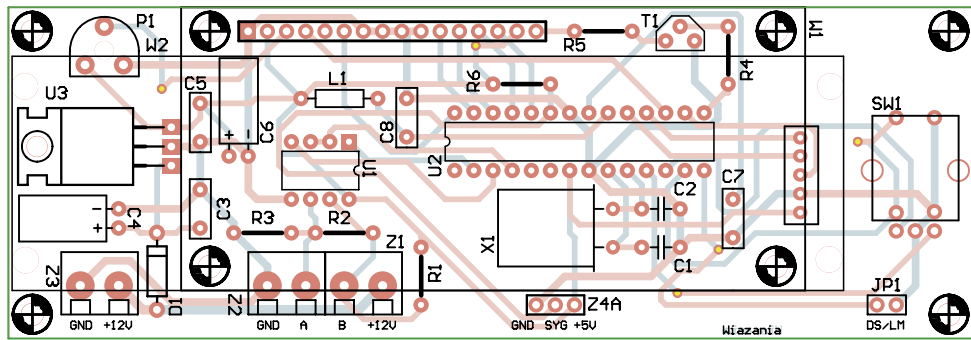 P1
W2
T1
W1
R5
R4
U3
C5
L1
R6
C8
SW1
+ -
C6
U1
U2
C2
C7
-
+
C4
C3
R3
R2
X1
C1
Z1
R1
Z3
D1
Z2
Z4A
JP1
GND +12V
GND A B +12V
GND SYG +5V
Wiazania
DS/LM